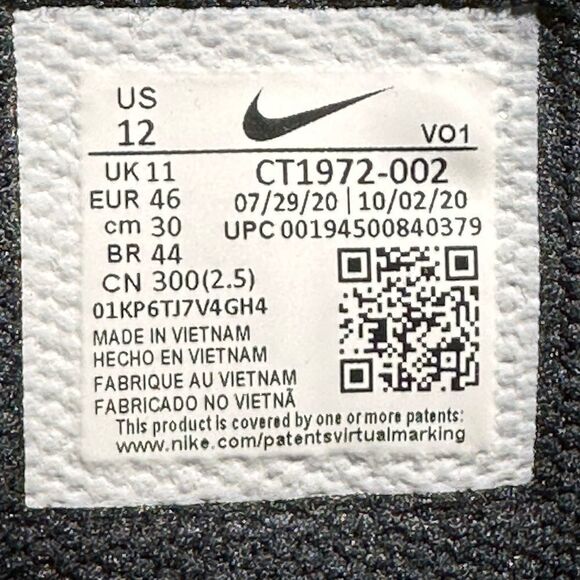 US
12
VO1
UK 11
CT1972-002
EUR 46
07/29/20 | 10/02/20
cm 30
UPC 00194500840379
BR 44
CN 300(2.5)
01KP6TJ7V4GH4
MADE IN VIETNAM
HECHO EN VIETNAM
FABRIQUE AU VIETNAM
FABRICADO NO VIETNÃ
This product is covered by one or more patents:
www.nike.com/patentsvirtualmarking